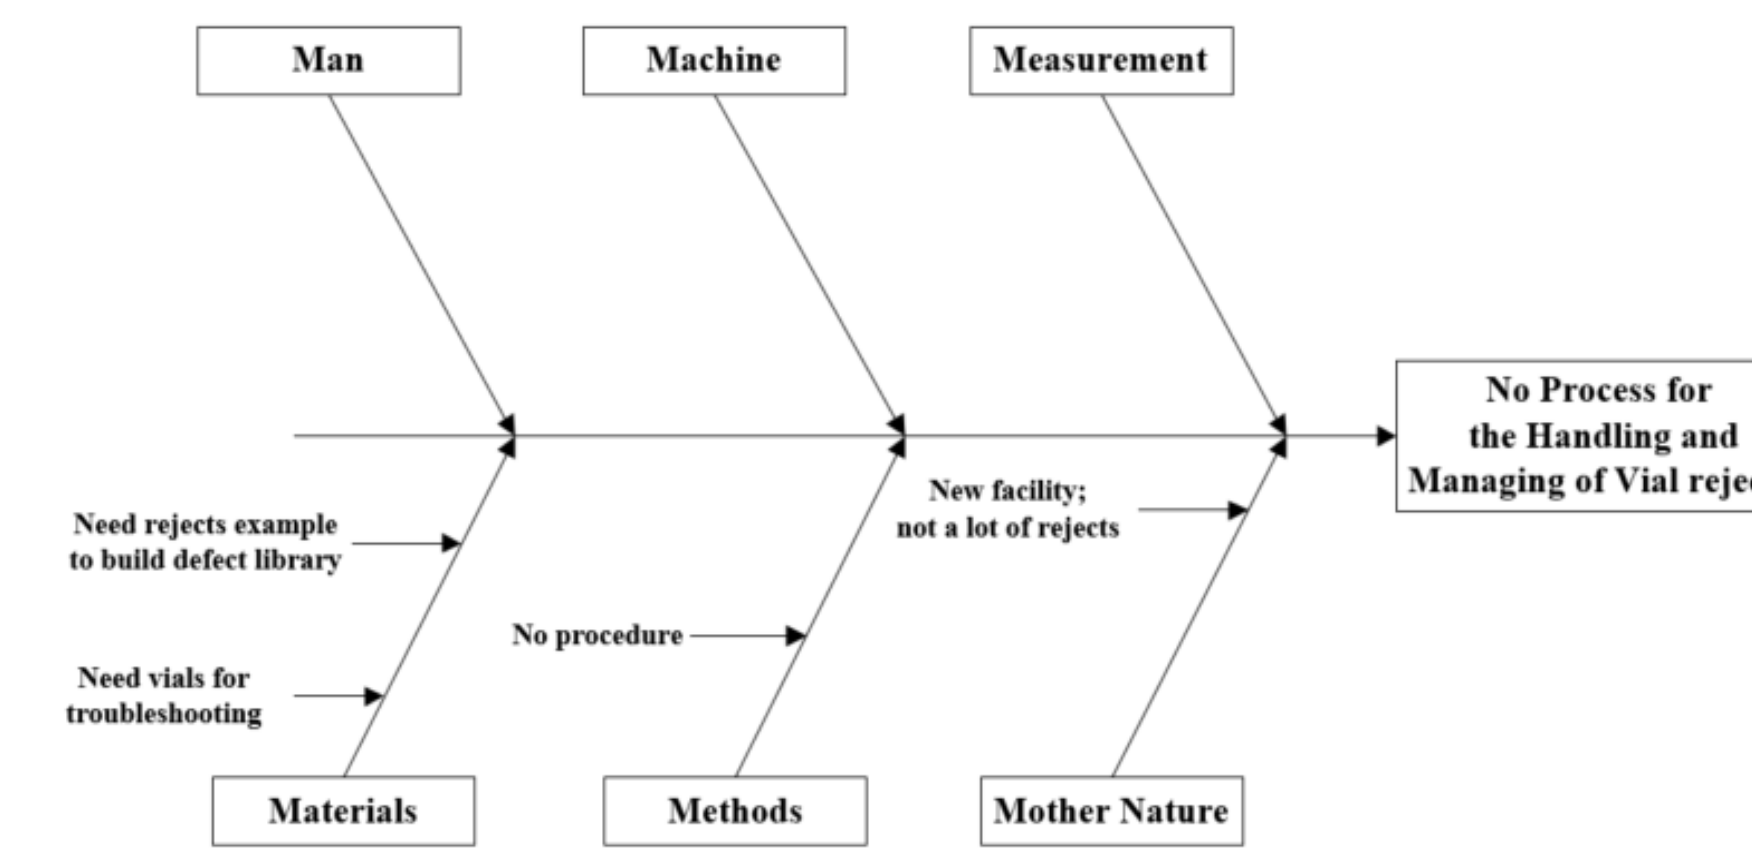 Man
Machine
Measurement
No Process for
the Handling and
Managing of Vial
New facility;
not a lot of rejects
Need rejects example
to build defect library
No procedure
Need vials for
troubleshooting
Materials
Methods
Mother Nature